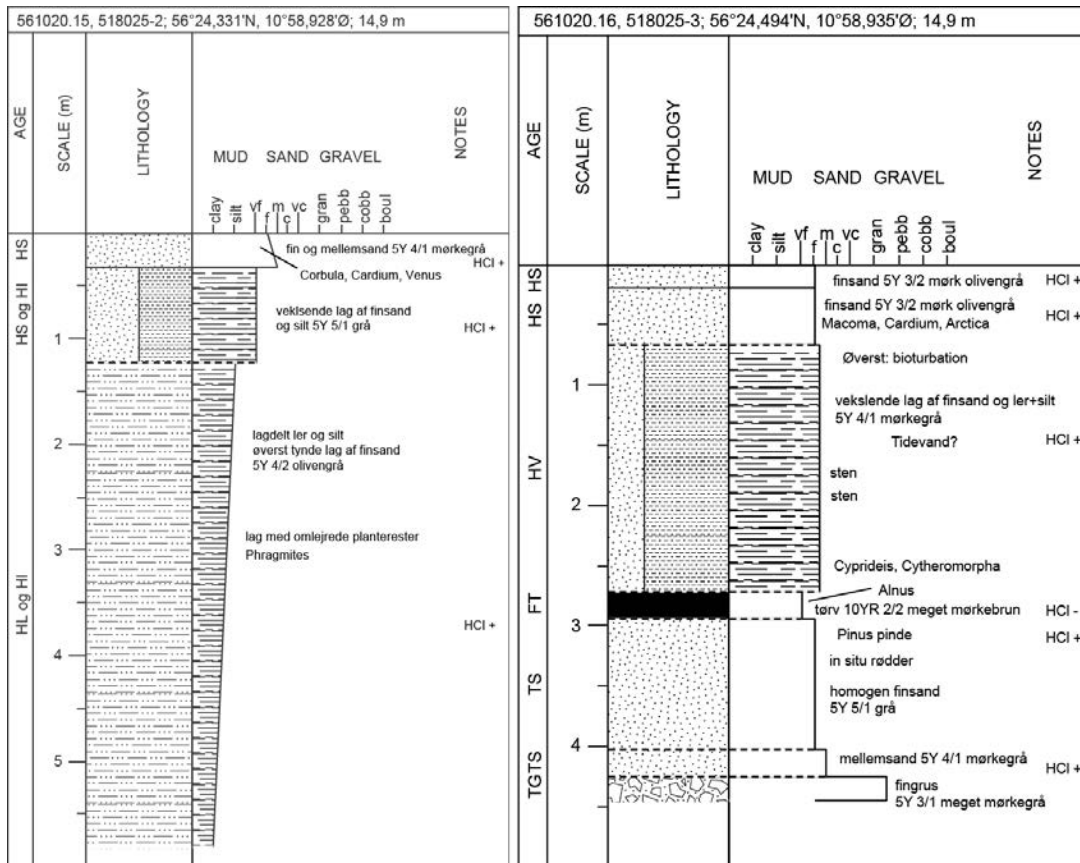 561020.15, 518025-2; 56°24,331'N, 10°58,928'Ø; 14,9 m
AGE
SCALE (m)
LITHOLOGY
MUD SAND GRAVEL
NOTES
clay
silt
vf
f
m
c
vc
gran
pebb
cobb
boul
HS
fin og mellemsand 5Y 4/1 mørkegrå
HCl +
Corbula, Cardium, Venus
HS og HI
veklsende lag af finsand
og silt 5Y 5/1 grå
HCl +
1
2
lagdelt ler og silt
øverst tynde lag af finsand
5Y 4/2 olivengrå
lag med omlejrede planterester
Phragmites
3
HL og HI
HCl +
4
5
561020.16, 518025-3; 56°24,494'N, 10°58,935'Ø; 14,9 m
AGE
SCALE (m)
LITHOLOGY
MUD SAND GRAVEL
NOTES
clay
silt
vf
f
m
c
vc
gran
pebb
cobb
boul
HS
finsand 5Y 3/2 mørk olivengrå
HCl +
HS
finsand 5Y 3/2 mørk olivengrå
Macoma, Cardium, Arctica
HCl +
Øverst: bioturbation
1
vekslende lag af finsand og ler+silt
5Y 4/1 mørkegrå
Tidevand?
HCl +
HV
sten
sten
2
Cyprideis, Cytheromorpha
Alnus
FT
tørv 10YR 2/2 meget mørkebrun
HCl -
3
Pinus pinde
HCl +
in situ rødder
TS
homogen finsand
5Y 5/1 grå
4
TS
mellemsand 5Y 4/1 mørkegrå
HCl +
TG
fingrus
5Y 3/1 meget mørkegrå